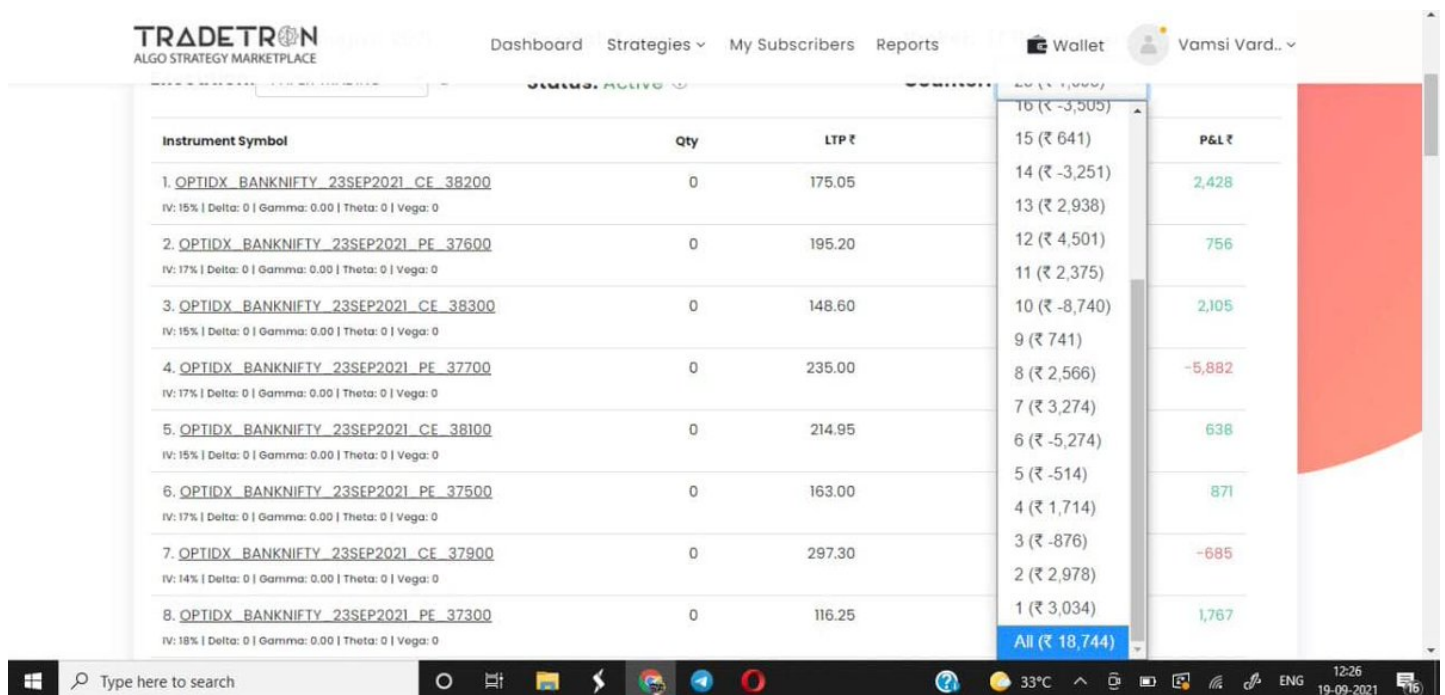 TRADETRON
ALGO STRATEGY MARKETPLACE
Dashboard Strategies My Subscribers Reports Wallet Vamsi Vard..
Status: Active
16 (₹ -3,505)
Instrument Symbol Qty LTP ₹ 15 (₹ 641) P&L ₹
14 (₹ -3,251)
1. OPTIDX_BANKNIFTY_23SEP2021_CE_38200 0 175.05 2,428
IV: 15% | Delta: 0 | Gamma: 0.00 | Theta: 0 | Vega: 0 13 (₹ 2,938)
2. OPTIDX_BANKNIFTY_23SEP2021_PE_37600 0 195.20 12 (₹ 4,501) 756
IV: 17% | Delta: 0 | Gamma: 0.00 | Theta: 0 | Vega: 0 11 (₹ 2,375)
3. OPTIDX_BANKNIFTY_23SEP2021_CE_38300 0 148.60 10 (₹ -8,740) 2,105
IV: 15% | Delta: 0 | Gamma: 0.00 | Theta: 0 | Vega: 0 9 (₹ 741)
4. OPTIDX_BANKNIFTY_23SEP2021_PE_37700 0 235.00 8 (₹ 2,566) -5,882
IV: 17% | Delta: 0 | Gamma: 0.00 | Theta: 0 | Vega: 0 7 (₹ 3,274)
5. OPTIDX_BANKNIFTY_23SEP2021_CE_38100 0 214.95 6 (₹ -5,274) 638
IV: 15% | Delta: 0 | Gamma: 0.00 | Theta: 0 | Vega: 0 5 (₹ -514)
6. OPTIDX_BANKNIFTY_23SEP2021_PE_37500 0 163.00 4 (₹ 1,714) 871
IV: 17% | Delta: 0 | Gamma: 0.00 | Theta: 0 | Vega: 0 3 (₹ -876)
7. OPTIDX_BANKNIFTY_23SEP2021_CE_37900 0 297.30 -685
IV: 14% | Delta: 0 | Gamma: 0.00 | Theta: 0 | Vega: 0 2 (₹ 2,978)
8. OPTIDX_BANKNIFTY_23SEP2021_PE_37300 0 116.25 1 (₹ 3,034) 1,767
IV: 18% | Delta: 0 | Gamma: 0.00 | Theta: 0 | Vega: 0 All (₹ 18,744)
Type here to search 33°C ENG 12:26
19-09-2021 16